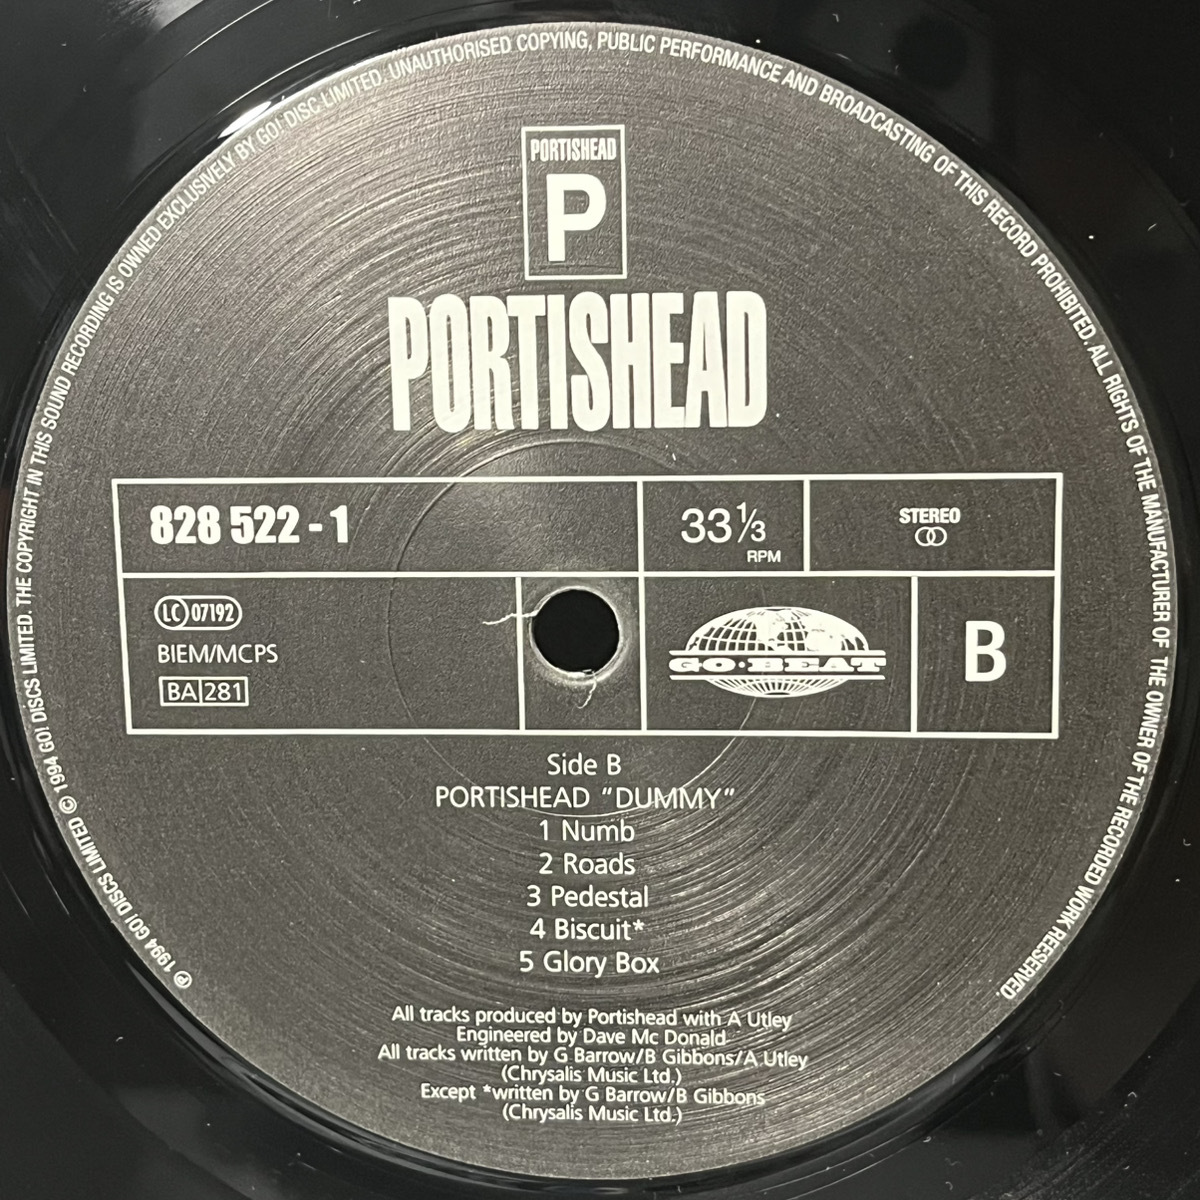 ℗ 1994 GO! DISCS LIMITED © 1994 GO! DISCS LIMITED. THE COPYRIGHT IN THIS SOUND RECORDING IS OWNED EXCLUSIVELY BY GO! DISC LIMITED. UNAUTHORISED COPYING, PUBLIC PERFORMANCE AND BROADCASTING OF THIS RECORD PROHIBITED. ALL RIGHTS OF THE MANUFACTURER OF THE OWNER OF THE RECORDED WORK REESERVED.
PORTISHEAD
P
PORTISHEAD
828 522 - 1
33 1/3
RPM
STEREO
LC 07192
BIEM/MCPS
BA 281
GO·BEAT
B
Side B
PORTISHEAD "DUMMY"
1 Numb
2 Roads
3 Pedestal
4 Biscuit*
5 Glory Box
All tracks produced by Portishead with A Utley
Engineered by Dave Mc Donald
All tracks written by G Barrow/B Gibbons/A.Utley
(Chrysalis Music Ltd.)
Except *written by G Barrow/B Gibbons
(Chrysalis Music Ltd.)